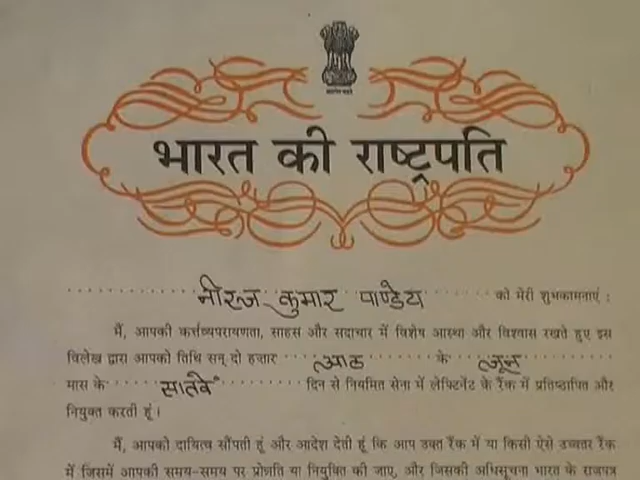 भारत की राष्ट्रपति
नीरज कुमार पाण्डेय को मेरी शुभकामनाएं :
मैं, आपकी कर्त्तव्यपरायणता, साहस और सदाचार में विशेष आस्था और विश्वास रखते हुए इस
विलेख द्वारा आपको तिथि सन् दो हजार आठ के जून
मास के सातवें दिन से नियमित सेना में लेफ्टिनेंट के रैंक में प्रतिष्ठापित और
नियुक्त करती हूं।
मैं, आपको दायित्व सौंपती हूं और आदेश देती हूं कि आप उक्त रैंक में या किसी ऐसे उच्चतर रैंक
में जिसमें आपकी समय-समय पर प्रोन्नति या नियुक्ति की जाए, और जिसकी अधिसूचना भारत के राजपत्र